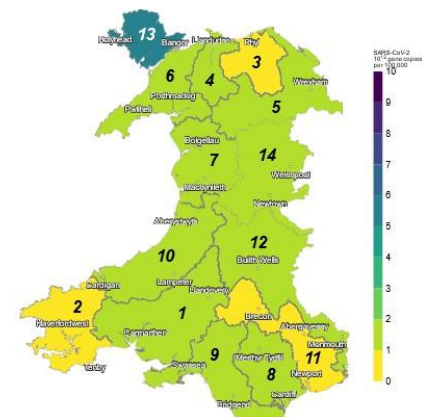 13
Holyhead
Bangor
Llandudno
Rhyl
3
6
4
Wrexham
Porthmadog
5
Pwllheli
Dolgellau
7
14
Welshpool
Machynlleth
Newtown
Aberystwyth
12
10
Builth Wells
Cardigan
Lampeter
Llandovery
2
Haverfordwest
1
Brecon
Abergavenny
Carmarthen
Monmouth
Tenby
9
Merthyr Tydfil
11
Swansea
8
Newport
Bridgend
Cardiff
SARS-CoV-2
gene copies
per 100,000
10
9
8
7
6
5
4
3
2
1
0